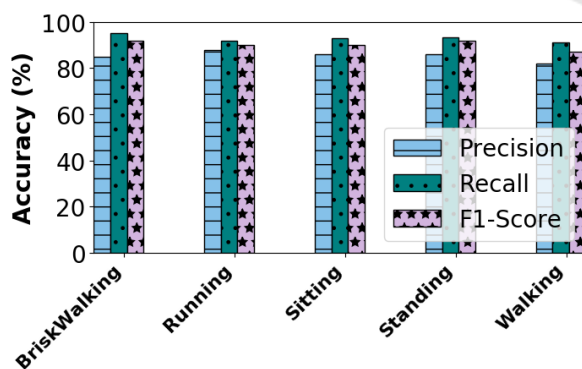 Accuracy (%)
100
80
60
40
20
0
Precision
Recall
F1-Score
BriskWalking
Running
Sitting
Standing
Walking